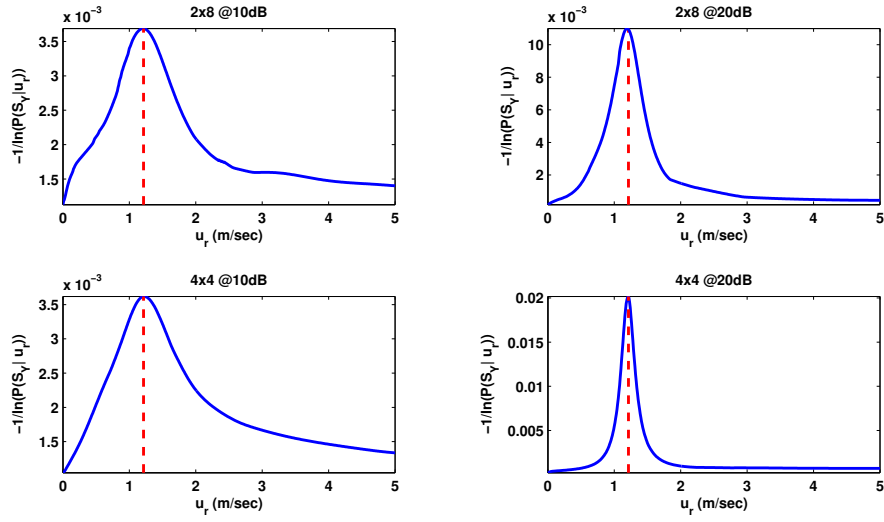 2x8 @10dB
x 10⁻³
3.5
3
2.5
2
1.5
0 1 2 3 4 5
-1/ln(P(S_Y|u_r))
u_r (m/sec)
2x8 @20dB
x 10⁻³
10
8
6
4
2
0 1 2 3 4 5
-1/ln(P(S_Y| u_r))
u_r (m/sec)
4x4 @10dB
x 10⁻³
3.5
3
2.5
2
1.5
0 1 2 3 4 5
-1/ln(P(S_Y| u_r))
u_r (m/sec)
4x4 @20dB
0.02
0.015
0.01
0.005
0 1 2 3 4 5
-1/ln(P(S_Y| u_r))
u_r (m/sec)